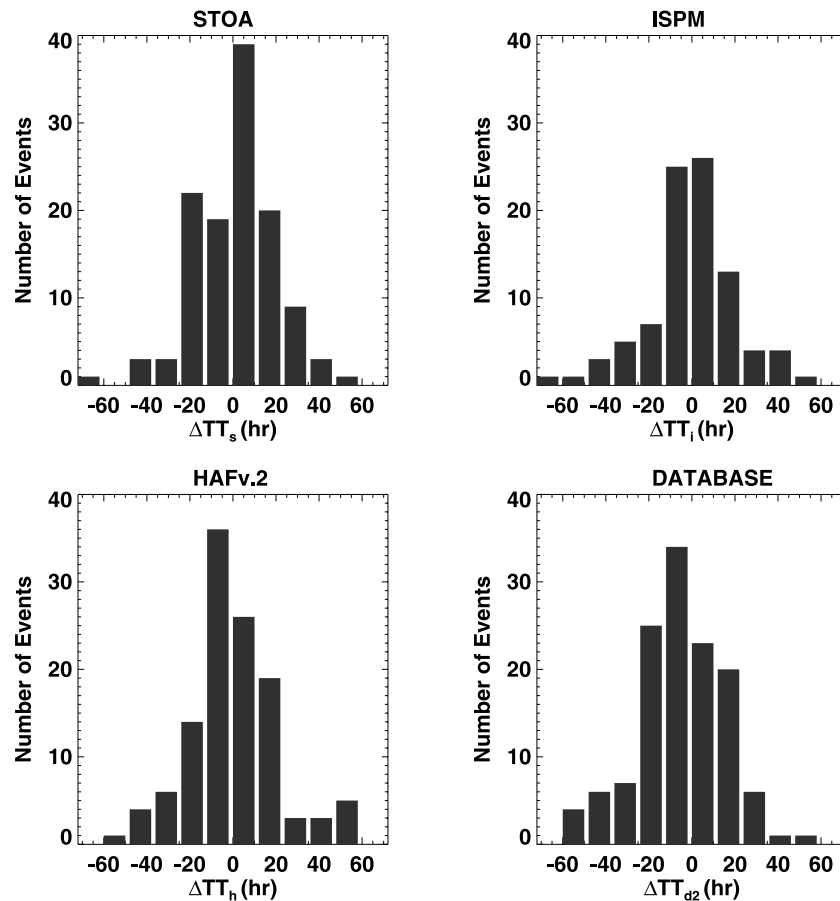 STOA
40
30
20
10
0
Number of Events
-60 -40 -20 0 20 40 60
ΔTTs (hr)
ISPM
40
30
20
10
0
Number of Events
-60 -40 -20 0 20 40 60
ΔTTi (hr)
HAFv.2
40
30
20
10
0
Number of Events
-60 -40 -20 0 20 40 60
ΔTTh (hr)
DATABASE
40
30
20
10
0
Number of Events
-60 -40 -20 0 20 40 60
ΔTTd2 (hr)